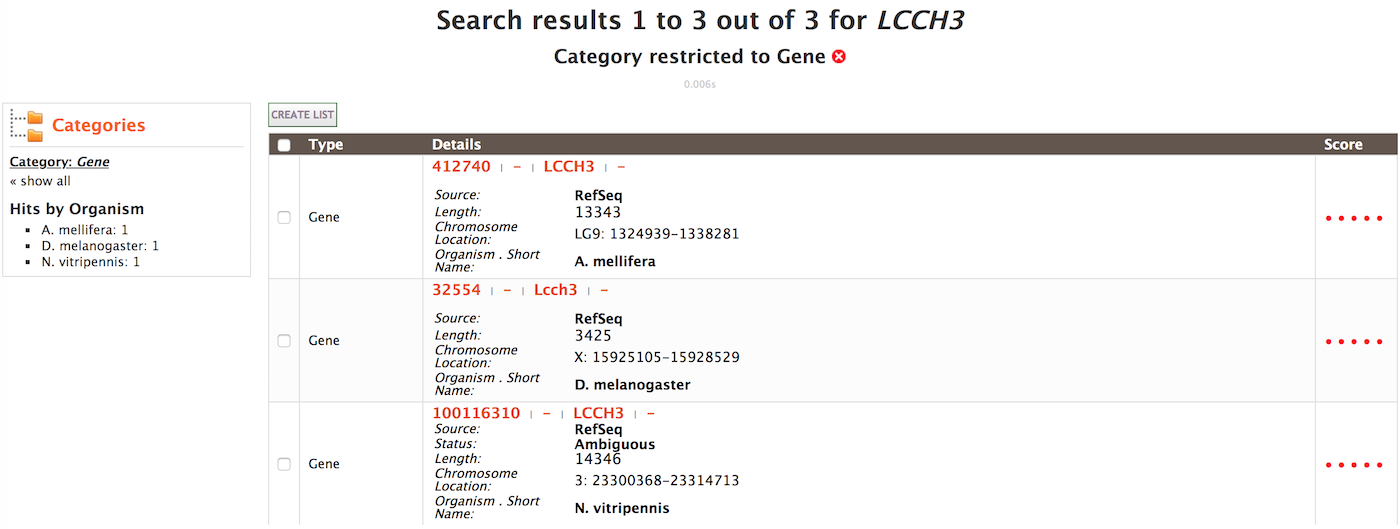 Search results 1 to 3 out of 3 for LCCH3
Category restricted to Gene
0.006s
Categories
Category: Gene
« show all
Hits by Organism
A. mellifera: 1
D. melanogaster: 1
N. vitripennis: 1
CREATE LIST
Type Details Score
412740 | – | LCCH3 | –
Gene
Source: RefSeq
Length: 13343
Chromosome
Location: LG9: 1324939-1338281
Organism . Short
Name: A. mellifera
32554 | – | Lcch3 | –
Gene
Source: RefSeq
Length: 3425
Chromosome
Location: X: 15925105-15928529
Organism . Short
Name: D. melanogaster
100116310 | – | LCCH3 | –
Gene
Source: RefSeq
Status: Ambiguous
Length: 14346
Chromosome
Location: 3: 23300368-23314713
Organism . Short
Name: N. vitripennis